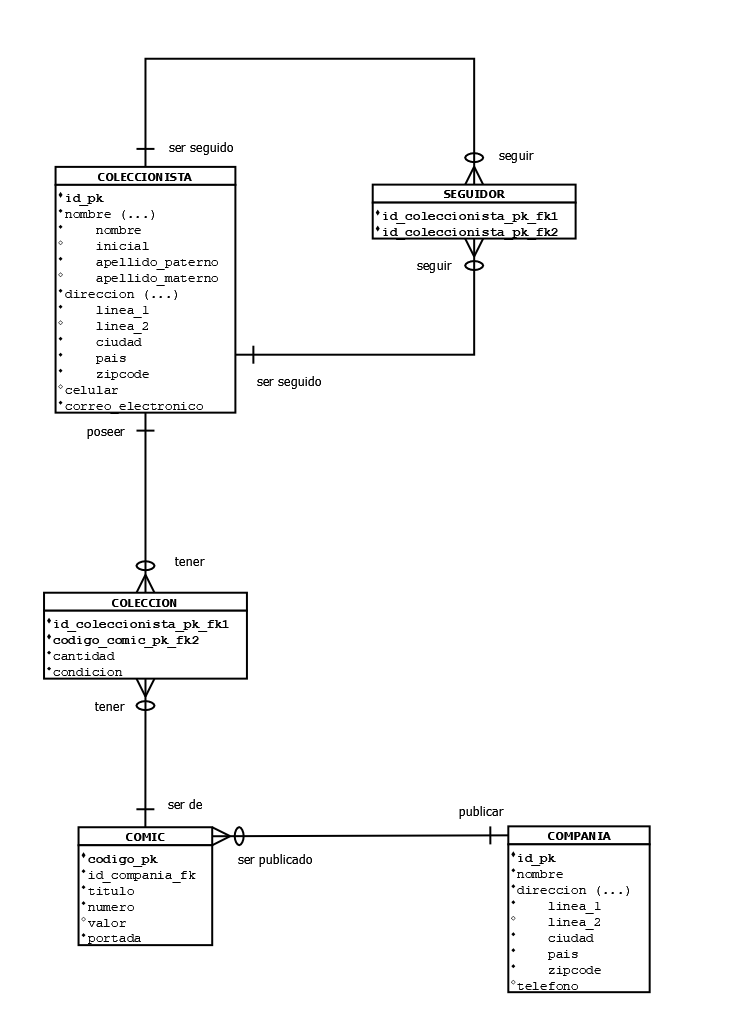 ser seguido
seguir
COLECCIONISTA
id_pk
nombre (...)
nombre
inicial
apellido_paterno
apellido_materno
direccion (...)
linea_1
linea_2
ciudad
pais
zipcode
celular
correo_electronico
SEGUIDOR
id_coleccionista_pk_fk1
id_coleccionista_pk_fk2
seguir
ser seguido
poseer
tener
COLECCION
id_coleccionista_pk_fk1
codigo_comic_pk_fk2
cantidad
condicion
tener
ser de
publicar
COMIC
codigo_pk
id_compania_fk
titulo
numero
valor
portada
ser publicado
COMPANIA
id_pk
nombre
direccion (...)
linea_1
linea_2
ciudad
pais
zipcode
telefono